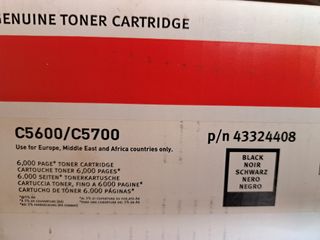 GENUINE TONER CARTRIDGE
C5600/C5700
Use for Europe, Middle East and Africa countries only.
p/n 43324408
6,000 PAGE* TONER CARTRIDGE
CARTOUCHE TONER 6,000 PAGES*
6.000 SEITEN* TONERKARTUSCHE
CARTUCCIA TONER, FINO A 6000 PAGINE*
CARTUCHO DE TÓNER 6.000 PÁGINAS*
BLACK
NOIR
SCHWARZ
NERO
NEGRO